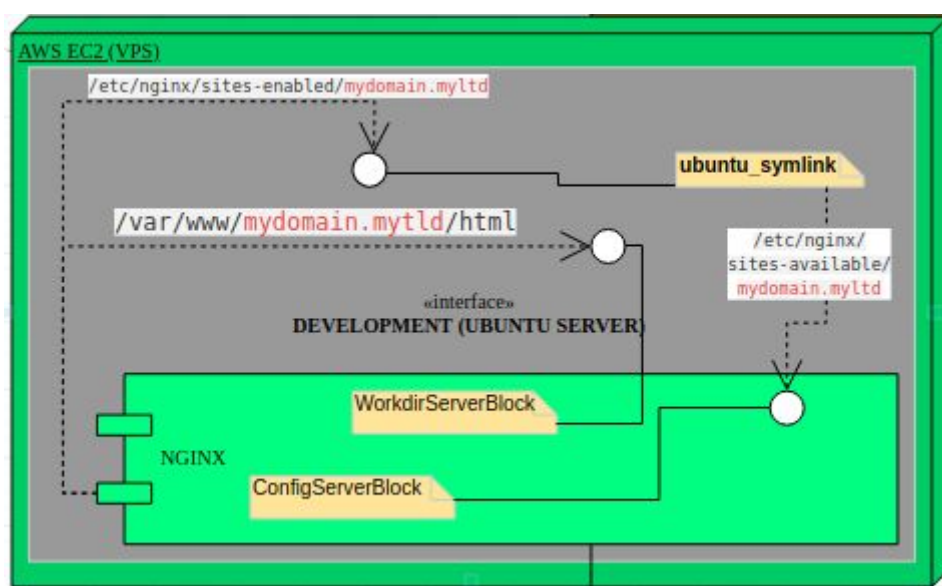 AWS EC2 (VPS)
/etc/nginx/sites-enabled/mydomain.myltd
ubuntu_symlink
/var/www/mydomain.mytld/html
/etc/nginx/
sites-available/
mydomain.myltd
«interface»
DEVELOPMENT (UBUNTU SERVER)
WorkdirServerBlock
NGINX
ConfigServerBlock